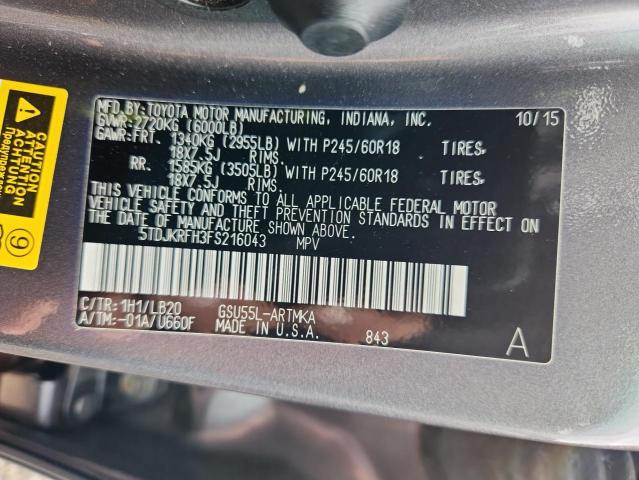 MFD. BY: TOYOTA MOTOR MANUFACTURING, INDIANA, INC. 10/15
GVWR: 2720KG (6000LB)
GAWR: FRT. 1340KG (2955LB) WITH P245/60R18 TIRES,
18X7.5J RIMS.
RR. 1585KG (3505LB) WITH P245/60R18 TIRES,
18X7.5J RIMS.
THIS VEHICLE CONFORMS TO ALL APPLICABLE FEDERAL MOTOR
VEHICLE SAFETY, BUMPER, AND THEFT PREVENTION STANDARDS IN EFFECT ON
THE DATE OF MANUFACTURE SHOWN ABOVE.
5TDJKRFH3FS216043 MPV
C/TR: 1H1/LB20 GSU55L-ARTMKA
A/TM: -01A/U660F MADE IN U.S.A. 843 A
CAUTION
ATTENTION
ACHTUNG
9